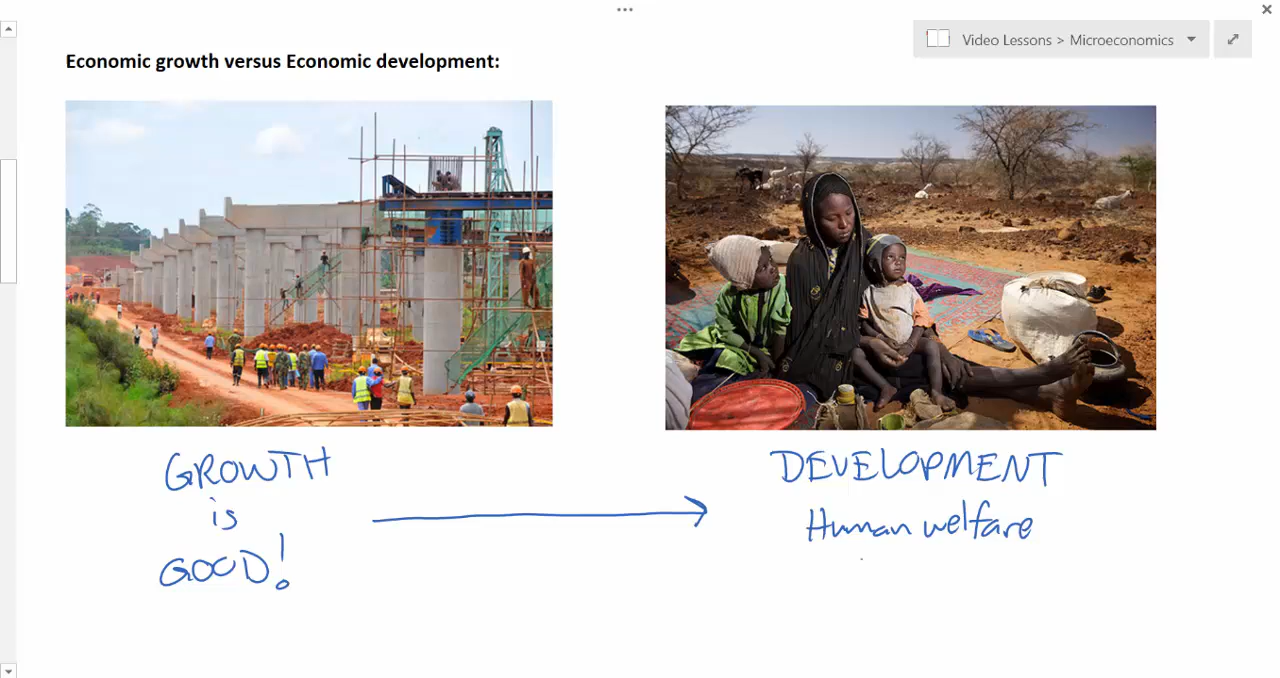 Video Lessons > Microeconomics
Economic growth versus Economic development:
GROWTH
is
GOOD!
DEVELOPMENT
Human welfare